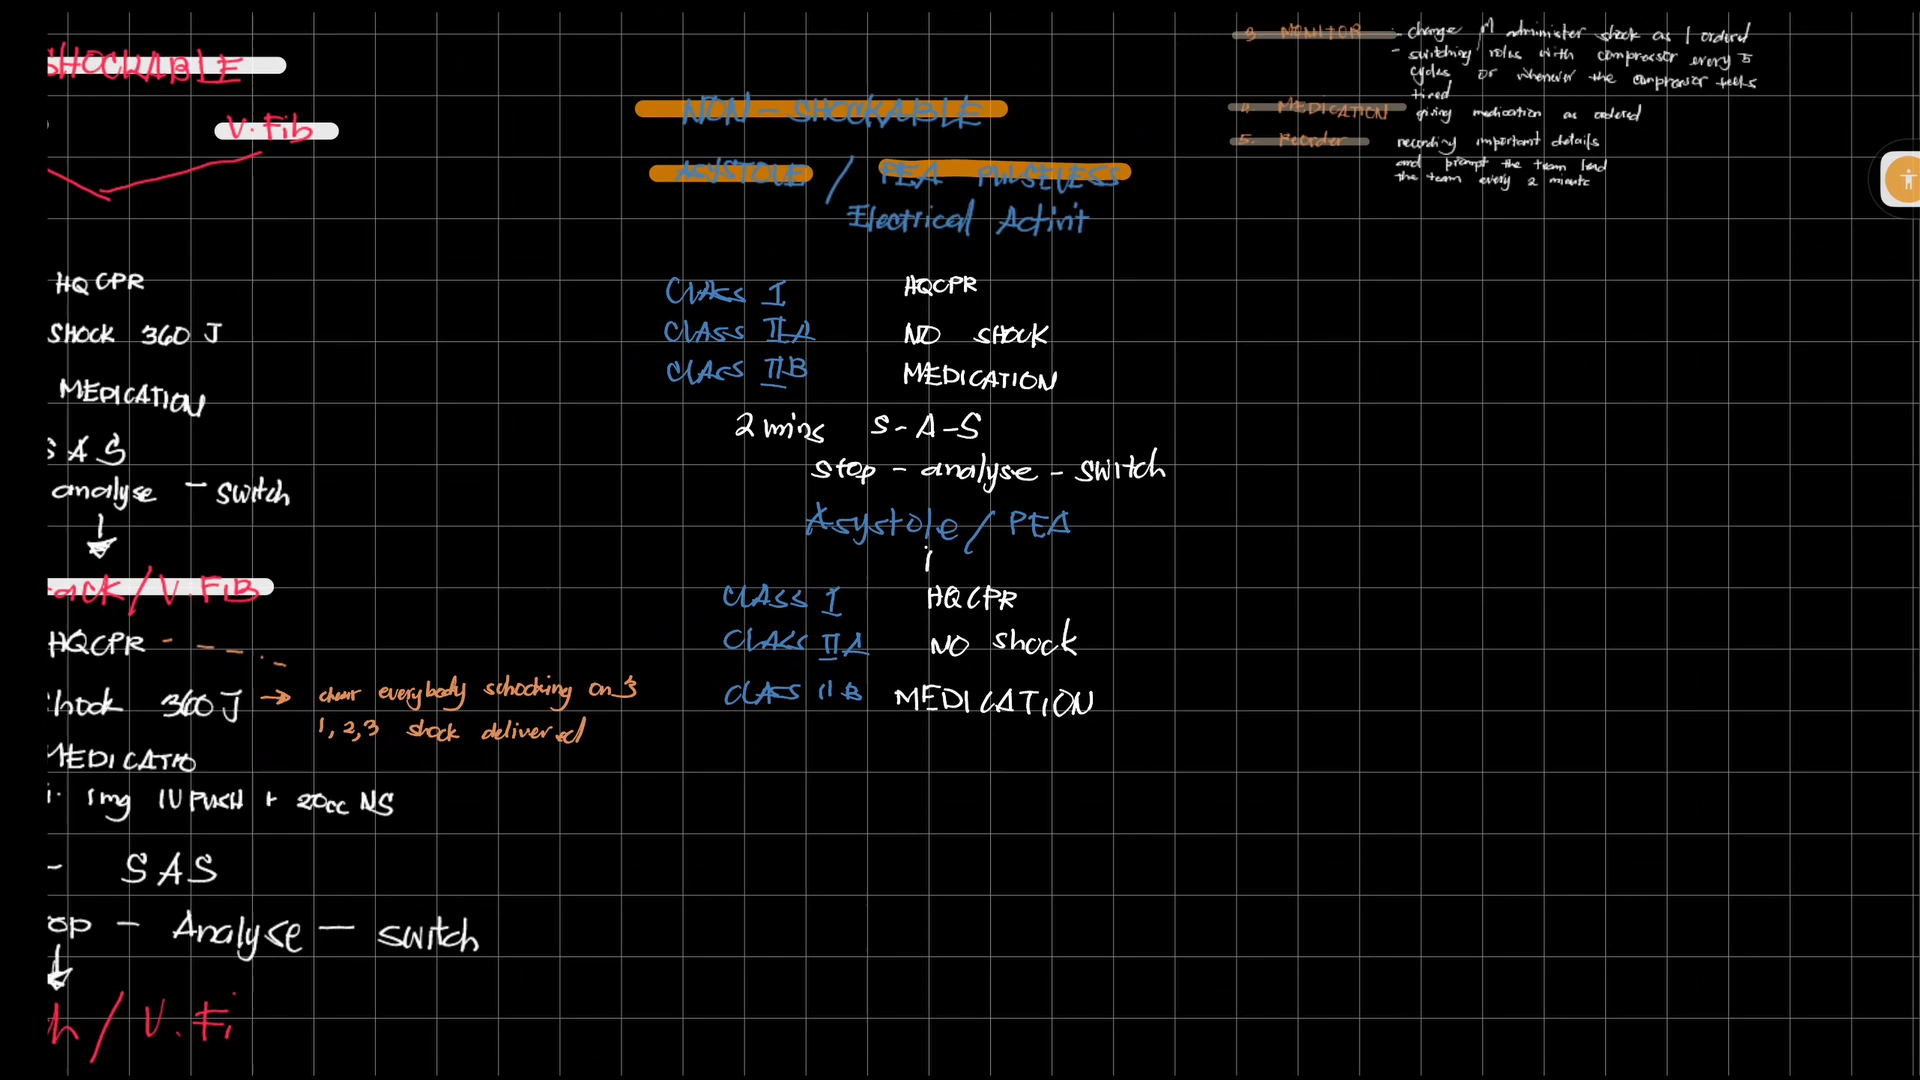 SHOCKABLE
V.Fib
HQ CPR
SHOCK 360 J
MEDICATION
S A S
analyse - switch
/ V.FiB
HQCPR
hock 360 J → everybody schocking on 3
1, 2, 3 shock delivered
MEDICATIO
1mg IV PUSH + 20cc NS
- SAS
op - Analyse - switch
h / V.Fi
NON-SHOCKABLE
ASYSTOLE / PEA PULSELESS
Electrical Activit
CLASS I HQCPR
CLASS IIA NO SHOCK
CLASS IIB MEDICATION
2 mins S-A-S
stop - analyse - switch
Asystole / PEA
CLASS I HQCPR
CLASS IIA NO shock
CLASS II B MEDICATION
3 MONITOR - administer shock as ordered
- switching roles with compressor every 5
cycles or whenever the compressor feels
tired
4. MEDICATION giving medication as ordered
5. Recorder recording important details
and prompt the team lead
the team every 2 minute